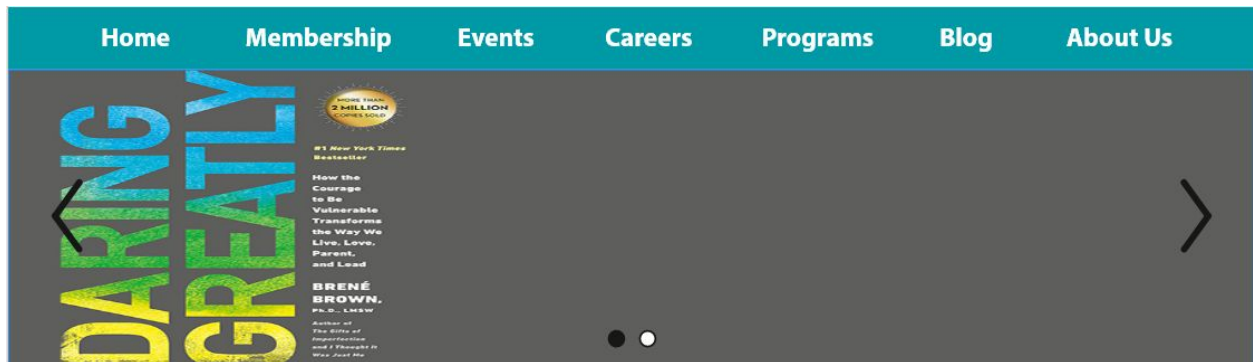 Home Membership Events Careers Programs Blog About Us
DARING
GREATLY
MORE THAN
2 MILLION
COPIES SOLD
#1 New York Times
Bestseller
How the
Courage
to Be
Vulnerable
Transforms
the Way We
Live, Love,
Parent,
and Lead
BRENÉ
BROWN,
Ph.D., LMSW
Author of
The Gifts of
Imperfection
and I Thought It
Was Just Me